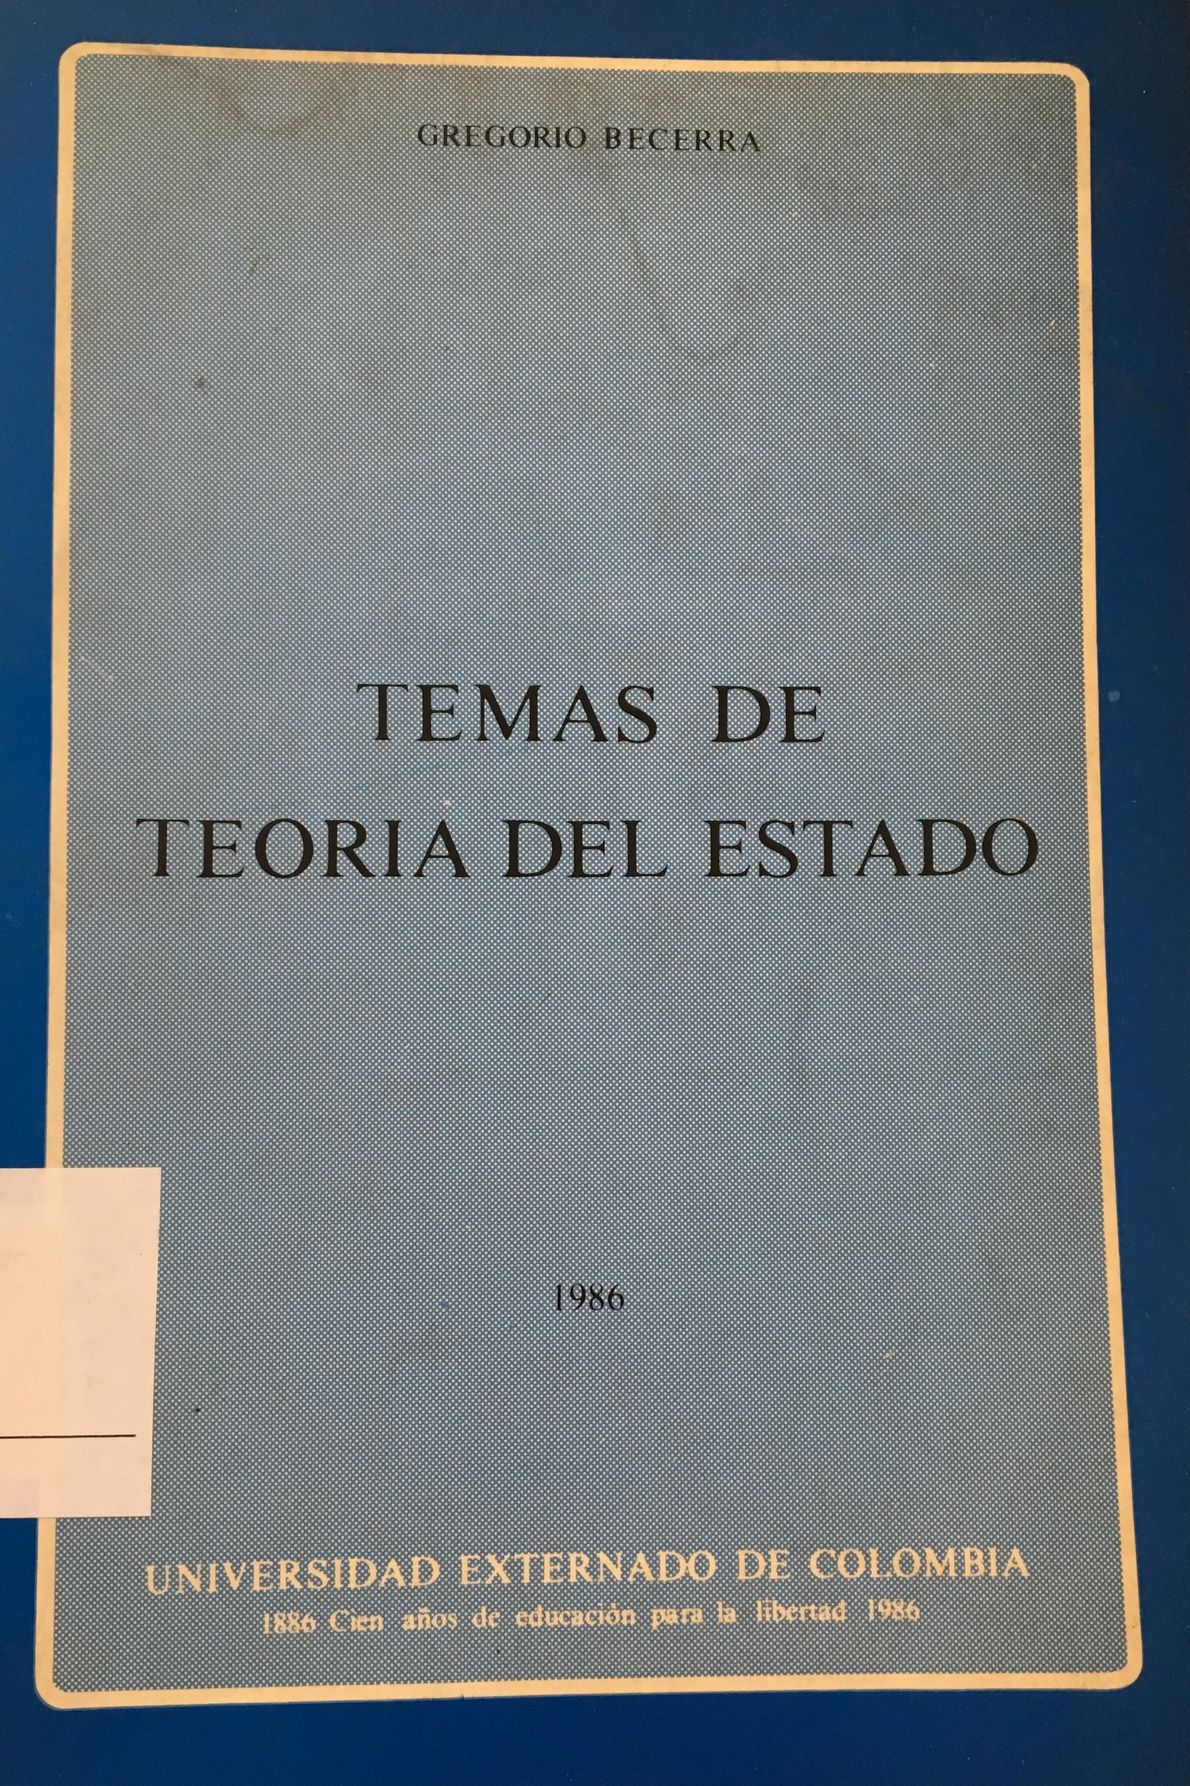 GREGORIO BECERRA
TEMAS DE
TEORIA DEL ESTADO
1986
UNIVERSIDAD EXTERNADO DE COLOMBIA
1886 Cien años de educación para la libertad 1986